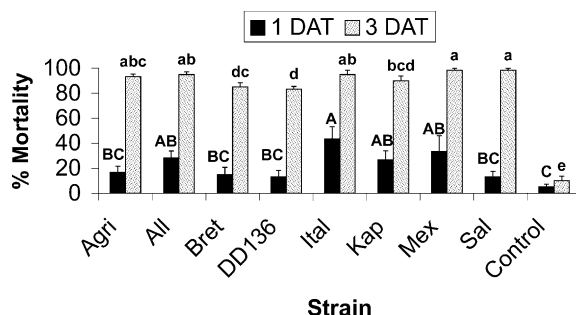 1 DAT 3 DAT
% Mortality
100
80
60
40
20
0
abc ab dc d ab bcd a a
BC AB BC BC A AB AB BC C e
Agri All Bret DD136 Ital Kap Mex Sal Control
Strain